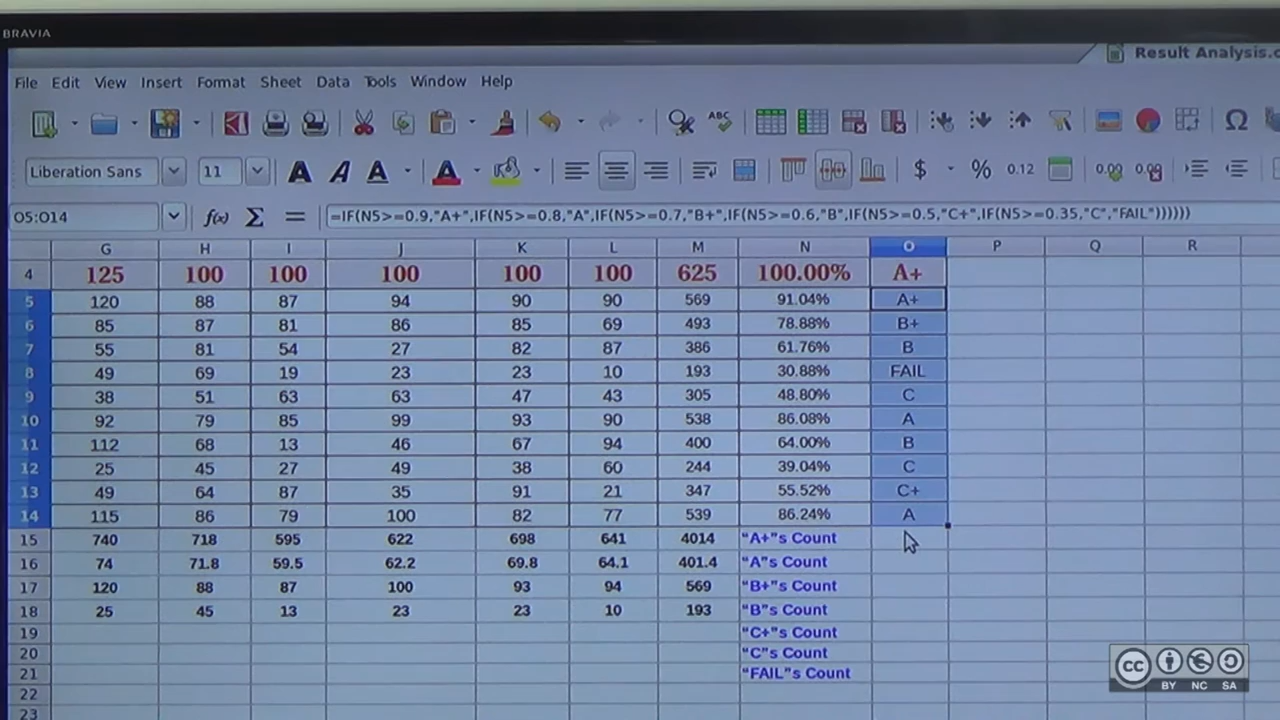 BRAVIA
Result Analysis.
File Edit View Insert Format Sheet Data Tools Window Help
ABC
Liberation Sans 11 A A A A $ % 0.12 0.00 0.00
O5:O14 f(x) Σ = =IF(N5>=0.9,"A+",IF(N5>=0.8,"A",IF(N5>=0.7,"B+",IF(N5>=0.6,"B",IF(N5>=0.5,"C+",IF(N5>=0.35,"C","FAIL"))))))
G H I J K L M N O P Q R
4 125 100 100 100 100 100 625 100.00% A+
5 120 88 87 94 90 90 569 91.04% A+
6 85 87 81 86 85 69 493 78.88% B+
7 55 81 54 27 82 87 386 61.76% B
8 49 69 19 23 23 10 193 30.88% FAIL
9 38 51 63 63 47 43 305 48.80% C
10 92 79 85 99 93 90 538 86.08% A
11 112 68 13 46 67 94 400 64.00% B
12 25 45 27 49 38 60 244 39.04% C
13 49 64 87 35 91 21 347 55.52% C+
14 115 86 79 100 82 77 539 86.24% A
15 740 718 595 622 698 641 4014 "A+"s Count
16 74 71.8 59.5 62.2 69.8 64.1 401.4 "A"s Count
17 120 88 87 100 93 94 569 "B+"s Count
18 25 45 13 23 23 10 193 "B"s Count
19 "C+"s Count
20 "C"s Count
21 "FAIL"s Count
22
23
cc BY NC SA